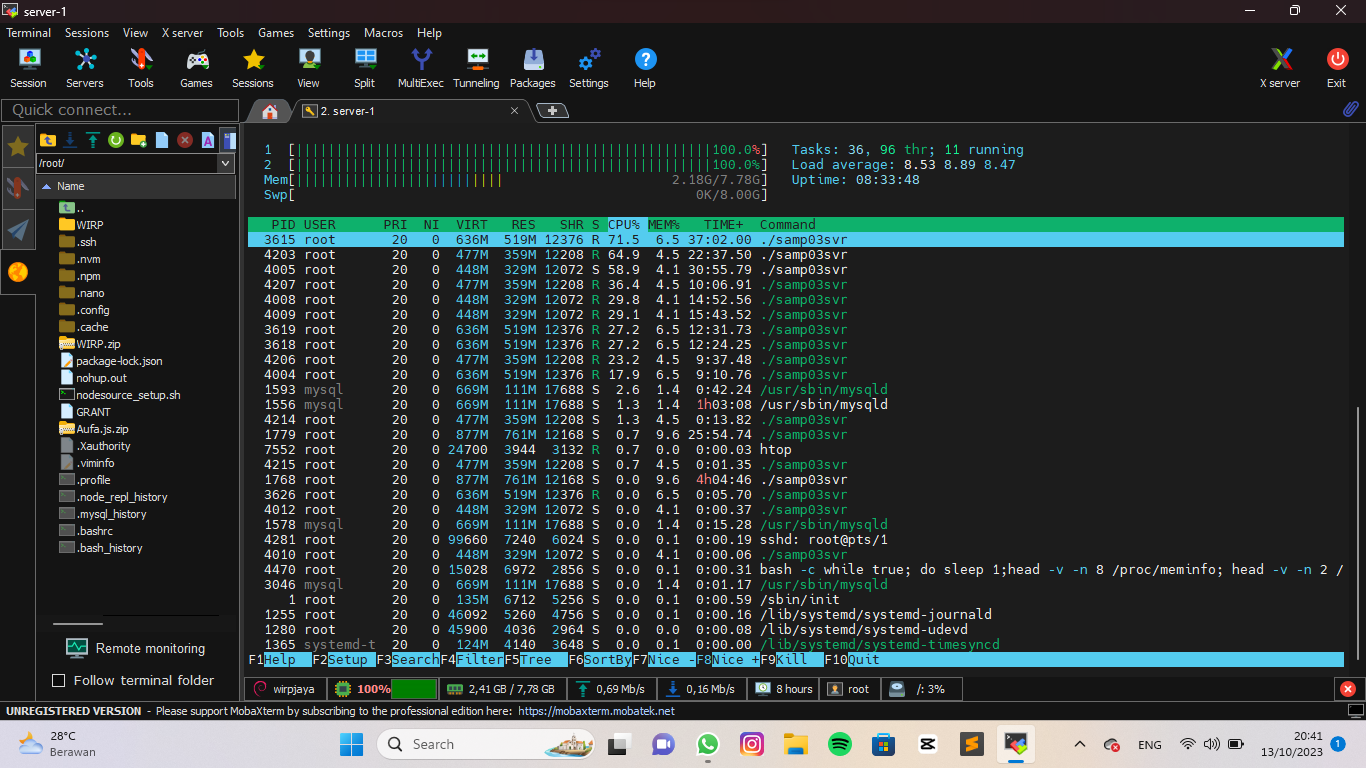 server-1
Terminal Sessions View X server Tools Games Settings Macros Help
Session Servers Tools Games Sessions View Split MultiExec Tunneling Packages Settings Help X server Exit
Quick connect...
2. server-1
/root/
Name
..
WIRP
.ssh
.nvm
.npm
.nano
.config
.cache
WIRP.zip
package-lock.json
nohup.out
nodesource_setup.sh
GRANT
Aufa.js.zip
.Xauthority
.viminfo
.profile
.node_repl_history
.mysql_history
.bashrc
.bash_history
Remote monitoring
Follow terminal folder
1 [||||||||||||||||||||||||||||||||||||||||||||||||||||100.0%] Tasks: 36, 96 thr; 11 running
2 [||||||||||||||||||||||||||||||||||||||||||||||||||||100.0%] Load average: 8.53 8.89 8.47
Mem[|||||||||||||||||||||||||| 2.18G/7.78G] Uptime: 08:33:48
Swp[ 0K/8.00G]
PID USER PRI NI VIRT RES SHR S CPU% MEM% TIME+ Command
3615 root 20 0 636M 519M 12376 R 71.5 6.5 37:02.00 ./samp03svr
4203 root 20 0 477M 359M 12208 R 64.9 4.5 22:37.50 ./samp03svr
4005 root 20 0 448M 329M 12072 S 58.9 4.1 30:55.79 ./samp03svr
4207 root 20 0 477M 359M 12208 R 36.4 4.5 10:06.91 ./samp03svr
4008 root 20 0 448M 329M 12072 S 29.8 4.1 14:52.56 ./samp03svr
4009 root 20 0 448M 329M 12072 S 29.1 4.1 15:43.52 ./samp03svr
3619 root 20 0 636M 519M 12376 R 27.2 6.5 12:31.73 ./samp03svr
3618 root 20 0 636M 519M 12376 R 27.2 6.5 12:24.25 ./samp03svr
4206 root 20 0 477M 359M 12208 R 23.2 4.5 9:37.48 ./samp03svr
4004 root 20 0 636M 519M 12376 R 17.9 6.5 9:10.76 ./samp03svr
1593 mysql 20 0 669M 111M 17688 S 2.6 1.4 0:42.24 /usr/sbin/mysqld
1556 mysql 20 0 669M 111M 17688 S 1.3 1.4 1h03:08 /usr/sbin/mysqld
4214 root 20 0 477M 359M 12208 S 1.3 4.5 0:13.82 ./samp03svr
1779 root 20 0 877M 761M 12168 S 0.7 9.6 25:54.74 ./samp03svr
7552 root 20 0 24700 3944 3132 R 0.7 0.0 0:00.03 htop
4215 root 20 0 477M 359M 12208 S 0.7 4.5 0:01.35 ./samp03svr
1768 root 20 0 877M 761M 12168 S 0.0 9.6 4h04:46 ./samp03svr
3626 root 20 0 636M 519M 12376 R 0.0 6.5 0:05.70 ./samp03svr
4012 root 20 0 448M 329M 12072 S 0.0 4.1 0:00.37 ./samp03svr
1578 mysql 20 0 669M 111M 17688 S 0.0 1.4 0:15.28 /usr/sbin/mysqld
4281 root 20 0 99660 7240 6024 S 0.0 0.1 0:00.19 sshd: root@pts/1
4010 root 20 0 448M 329M 12072 S 0.0 4.1 0:00.06 ./samp03svr
4470 root 20 0 15028 6972 2856 S 0.0 0.1 0:00.31 bash -c while true; do sleep 1;head -v -n 8 /proc/meminfo; head -v -n 2 /
3046 mysql 20 0 669M 111M 17688 S 0.0 1.4 0:01.17 /usr/sbin/mysqld
1 root 20 0 135M 6712 5256 S 0.0 0.1 0:00.59 /sbin/init
1255 root 20 0 46092 5260 4756 S 0.0 0.1 0:00.16 /lib/systemd/systemd-journald
1280 root 20 0 45900 4036 2964 S 0.0 0.0 0:00.08 /lib/systemd/systemd-udevd
1365 systemd-t 20 0 124M 4140 3648 S 0.0 0.1 0:00.00 /lib/systemd/systemd-timesyncd
F1Help F2Setup F3SearchF4FilterF5Tree F6SortByF7Nice -F8Nice +F9Kill F10Quit
wirpjaya 100% 2,41 GB / 7,78 GB 0,69 Mb/s 0,16 Mb/s 8 hours root /: 3%
UNREGISTERED VERSION - Please support MobaXterm by subscribing to the professional edition here: https://mobaxterm.mobatek.net
28°C
Berawan
Search
ENG
20:41
13/10/2023
1